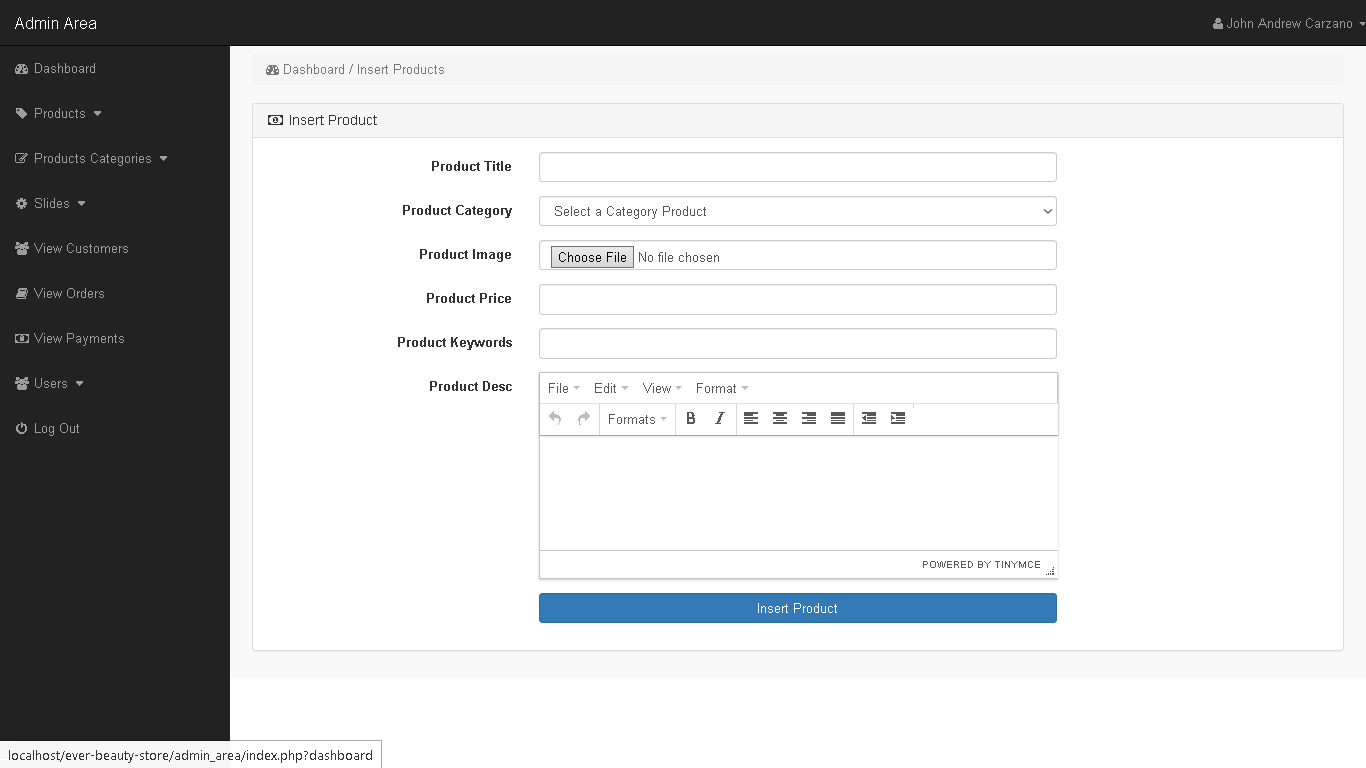 Admin Area
John Andrew Carzano
Dashboard
Products
Products Categories
Slides
View Customers
View Orders
View Payments
Users
Log Out
Dashboard / Insert Products
Insert Product
Product Title
Product Category Select a Category Product
Product Image Choose File No file chosen
Product Price
Product Keywords
Product Desc File Edit View Format
Formats B I
POWERED BY TINYMCE
Insert Product
localhost/ever-beauty-store/admin_area/index.php?dashboard